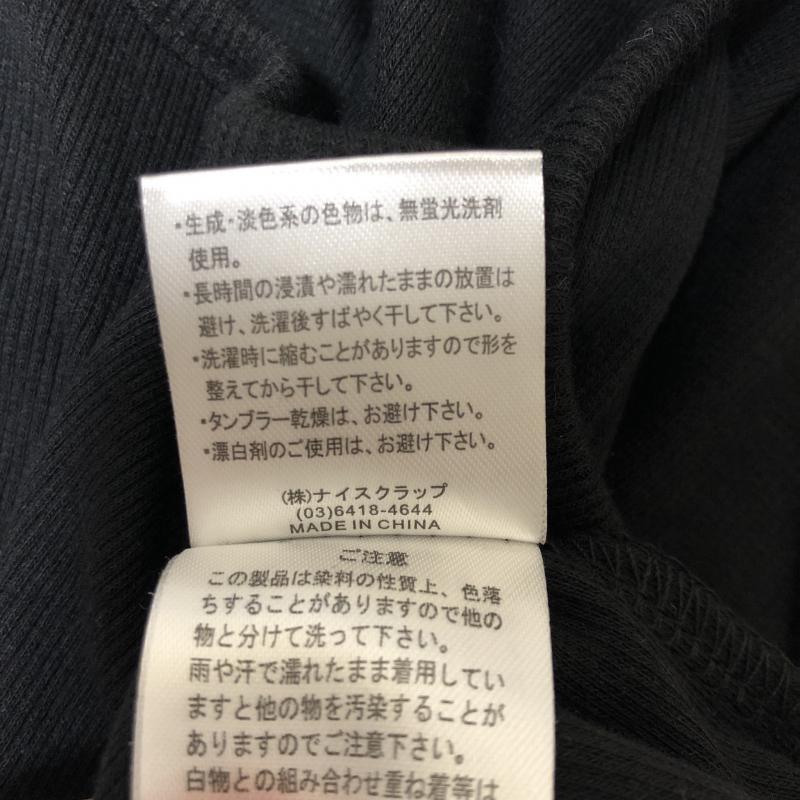 ・生成・淡色系の色物は、無蛍光洗剤
使用。
・長時間の浸漬や濡れたままの放置は
避け、洗濯後すばやく干して下さい。
・洗濯時に縮むことがありますので形を
整えてから干して下さい。
・タンブラー乾燥は、お避け下さい。
・漂白剤のご使用は、お避け下さい。
(株)ナイスクラップ
(03)6418-4644
MADE IN CHINA
ご注意
この製品は染料の性質上、色落
ちすることがありますので他の
物と分けて洗って下さい。
雨や汗で濡れたまま着用してい
ますと他の物を汚染することが
ありますのでご注意下さい。
白物との組み合わせ重ね着等は